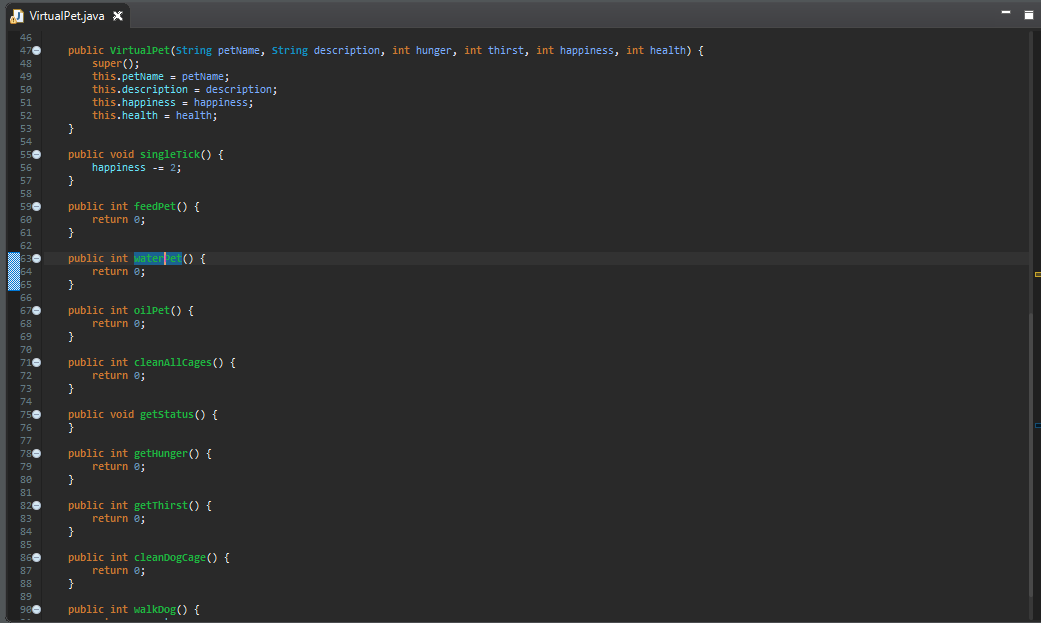 VirtualPet.java
46
47 public VirtualPet(String petName, String description, int hunger, int thirst, int happiness, int health) {
48 super();
49 this.petName = petName;
50 this.description = description;
51 this.happiness = happiness;
52 this.health = health;
53 }
54
55 public void singleTick() {
56 happiness -= 2;
57 }
58
59 public int feedPet() {
60 return 0;
61 }
62
63 public int waterPet() {
64 return 0;
65 }
66
67 public int oilPet() {
68 return 0;
69 }
70
71 public int cleanAllCages() {
72 return 0;
73 }
74
75 public void getStatus() {
76 }
77
78 public int getHunger() {
79 return 0;
80 }
81
82 public int getThirst() {
83 return 0;
84 }
85
86 public int cleanDogCage() {
87 return 0;
88 }
89
90 public int walkDog() {